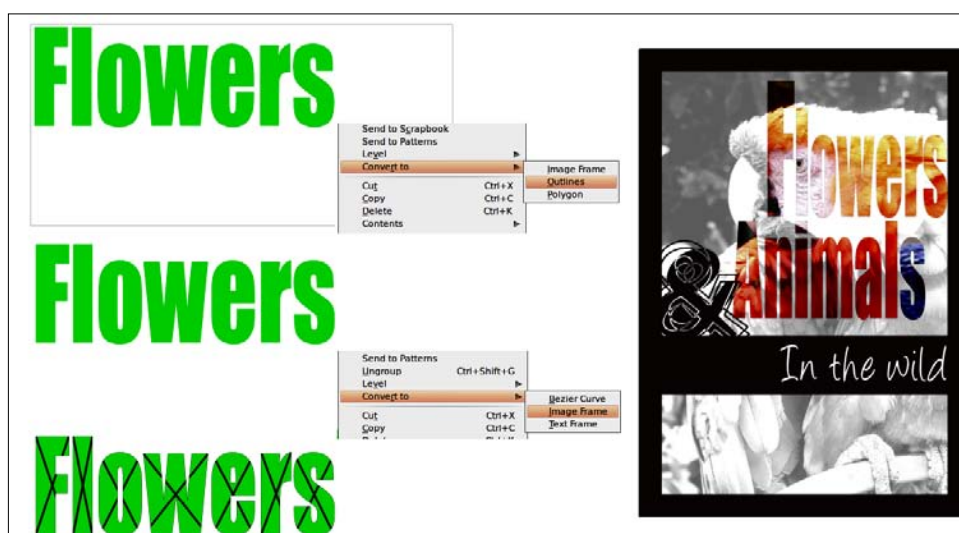 Flowers
Send to Scrapbook
Send to Patterns
Level
Convert to
Image Frame
Outlines
Polygon
Cut Ctrl+X
Copy Ctrl+C
Delete Ctrl+K
Contents
Flowers
Send to Patterns
Ungroup Ctrl+Shift+G
Level
Convert to
Bezier Curve
Image Frame
Text Frame
Cut Ctrl+X
Copy Ctrl+C
Flowers
Flowers
&
Animals
In the wild